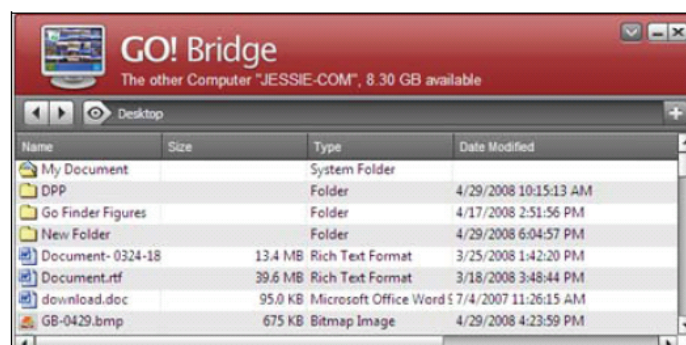 GO! Bridge
The other Computer "JESSIE-COM", 8.30 GB available
Desktop
Name Size Type Date Modified
My Document System Folder
DPP Folder 4/29/2008 10:15:13 AM
Go Finder Figures Folder 4/17/2008 2:51:56 PM
New Folder Folder 4/29/2008 6:04:57 PM
Document- 0324-18 13.4 MB Rich Text Format 3/25/2008 1:42:20 PM
Document.rtf 39.6 MB Rich Text Format 3/18/2008 3:48:44 PM
download.doc 95.0 KB Microsoft Office Word 9 7/4/2007 11:26:15 AM
GB-0429.bmp 675 KB Bitmap Image 4/29/2008 4:23:59 PM